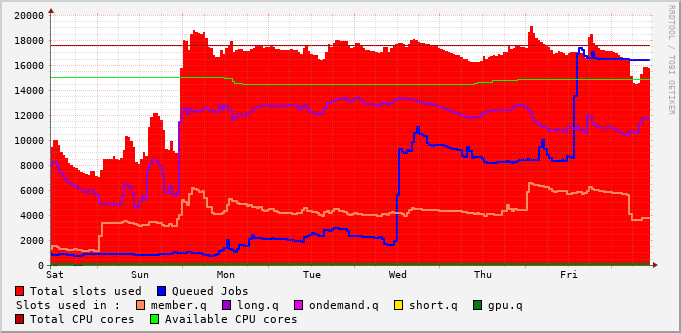 20000
18000
16000
14000
12000
10000
8000
6000
4000
2000
0
Sat Sun Mon Tue Wed Thu Fri
RRDTOOL / TOBI OETIKER
Total slots used Queued Jobs
Slots used in : member.q long.q ondemand.q short.q gpu.q
Total CPU cores Available CPU cores